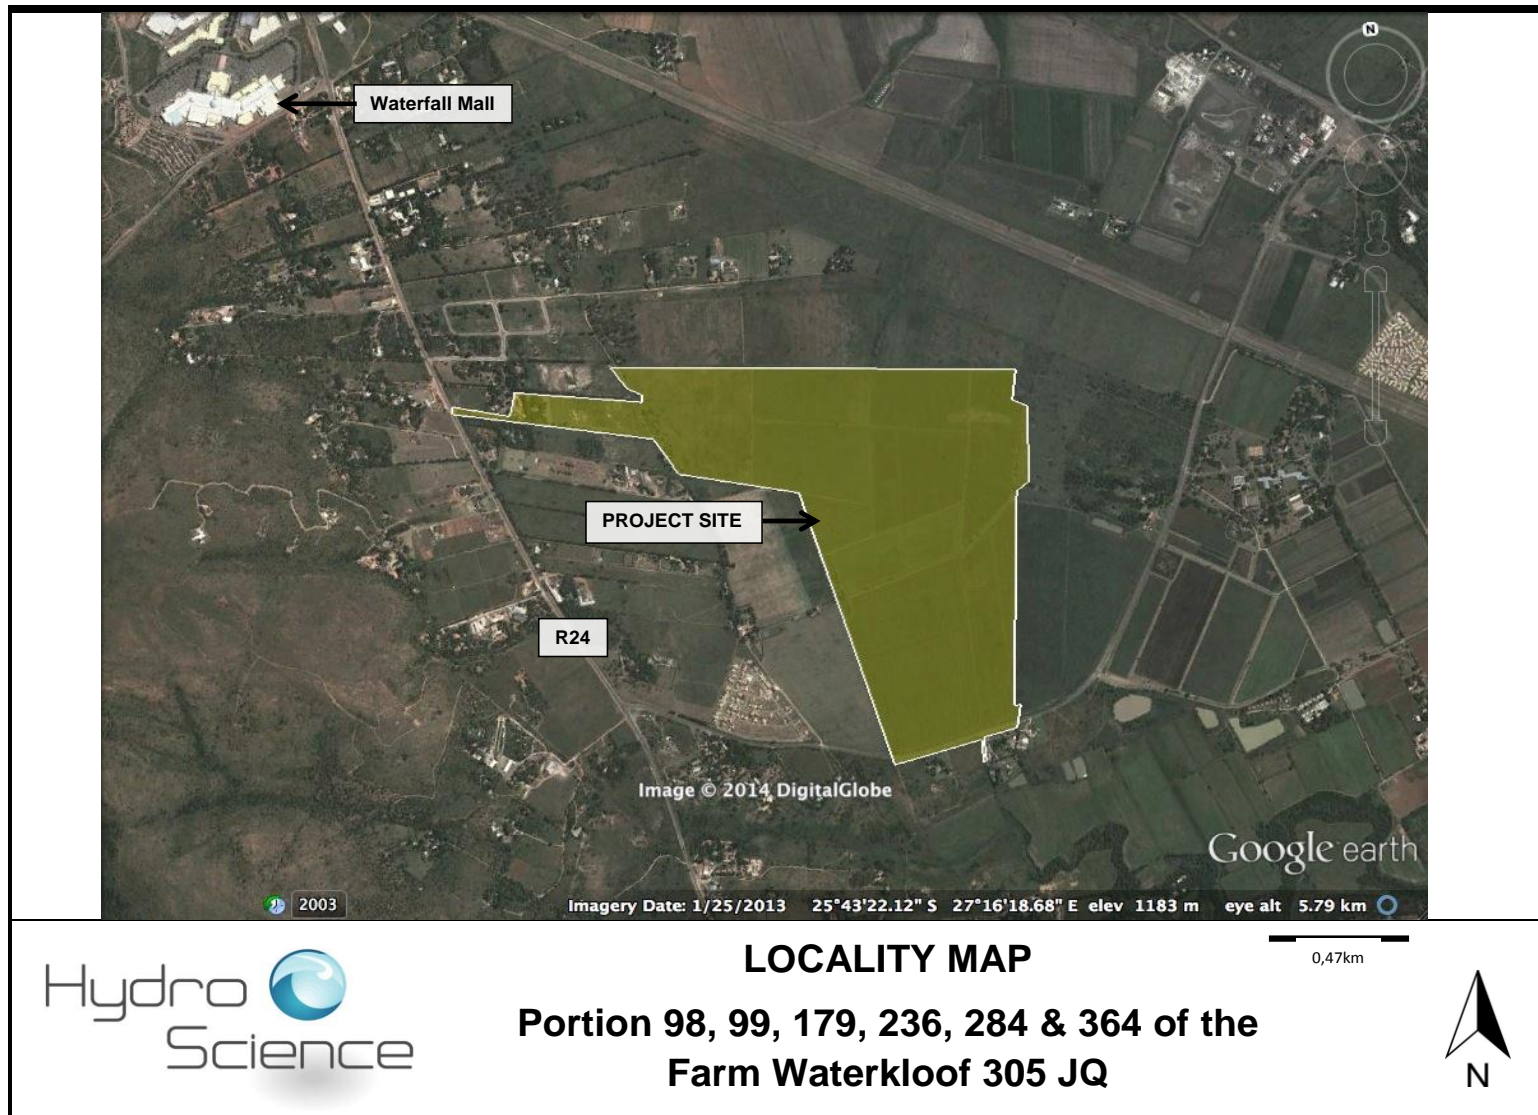 N
Waterfall Mall
PROJECT SITE
R24
Image © 2014 DigitalGlobe
Google earth
2003
Imagery Date: 1/25/2013 25°43'22.12" S 27°16'18.68" E elev 1183 m eye alt 5.79 km
Hydro
Science
LOCALITY MAP
Portion 98, 99, 179, 236, 284 & 364 of the
Farm Waterkloof 305 JQ
0,47km
N